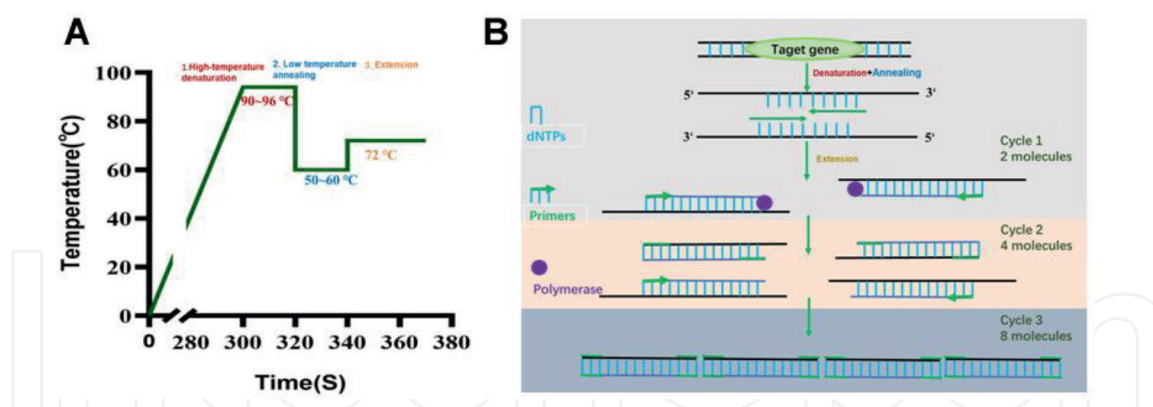 A
Temperature(℃)
100
80
60
40
20
0
1.High-temperature
denaturation
2. Low temperature
annealing
3. Extension
90~96 ℃
50~60 ℃
72 ℃
0 280 300 320 340 360 380
Time(S)
B
Taget gene
Denaturation+Annealing
5' 3'
3' 5'
dNTPs
Extension
Cycle 1
2 molecules
Primers
Cycle 2
4 molecules
Polymerase
Cycle 3
8 molecules